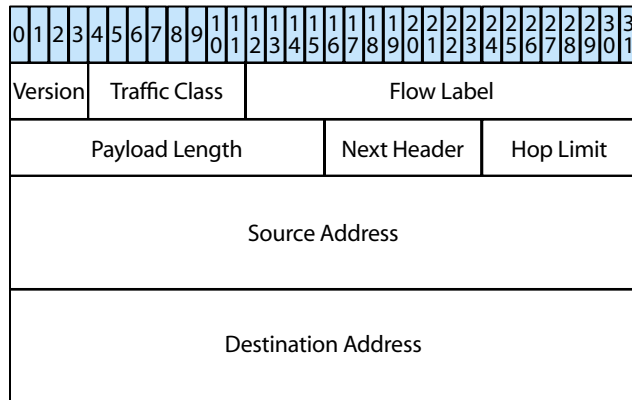 0 1 2 3 4 5 6 7 8 9 10 11 12 13 14 15 16 17 18 19 20 21 22 23 24 25 26 27 28 29 30 31
Version Traffic Class Flow Label
Payload Length Next Header Hop Limit
Source Address
Destination Address